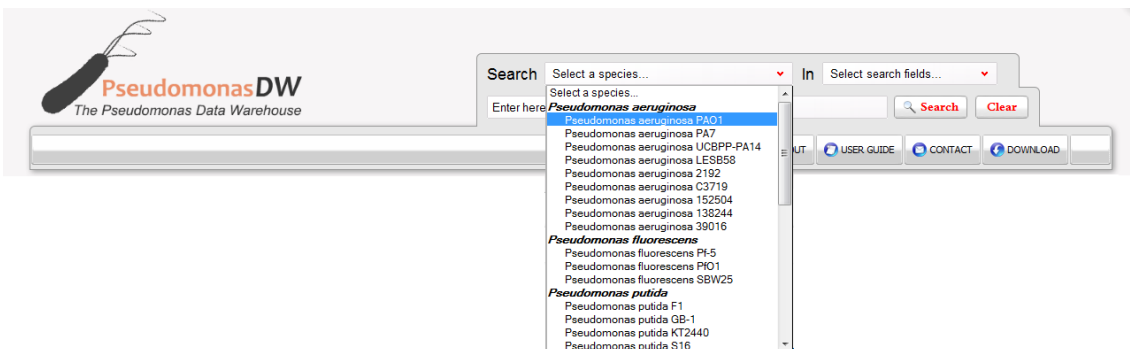 Search Select a species... In Select search fields...
PseudomonasDW
The Pseudomonas Data Warehouse
Enter here
Search Clear
Select a species...
Pseudomonas aeruginosa
Pseudomonas aeruginosa PAO1
Pseudomonas aeruginosa PA7
Pseudomonas aeruginosa UCBPP-PA14
Pseudomonas aeruginosa LESB58
Pseudomonas aeruginosa 2192
Pseudomonas aeruginosa C3719
Pseudomonas aeruginosa 152504
Pseudomonas aeruginosa 138244
Pseudomonas aeruginosa 39016
Pseudomonas fluorescens
Pseudomonas fluorescens Pf-5
Pseudomonas fluorescens PfO1
Pseudomonas fluorescens SBW25
Pseudomonas putida
Pseudomonas putida F1
Pseudomonas putida GB-1
Pseudomonas putida KT2440
Pseudomonas putida S16
UT USER GUIDE CONTACT DOWNLOAD